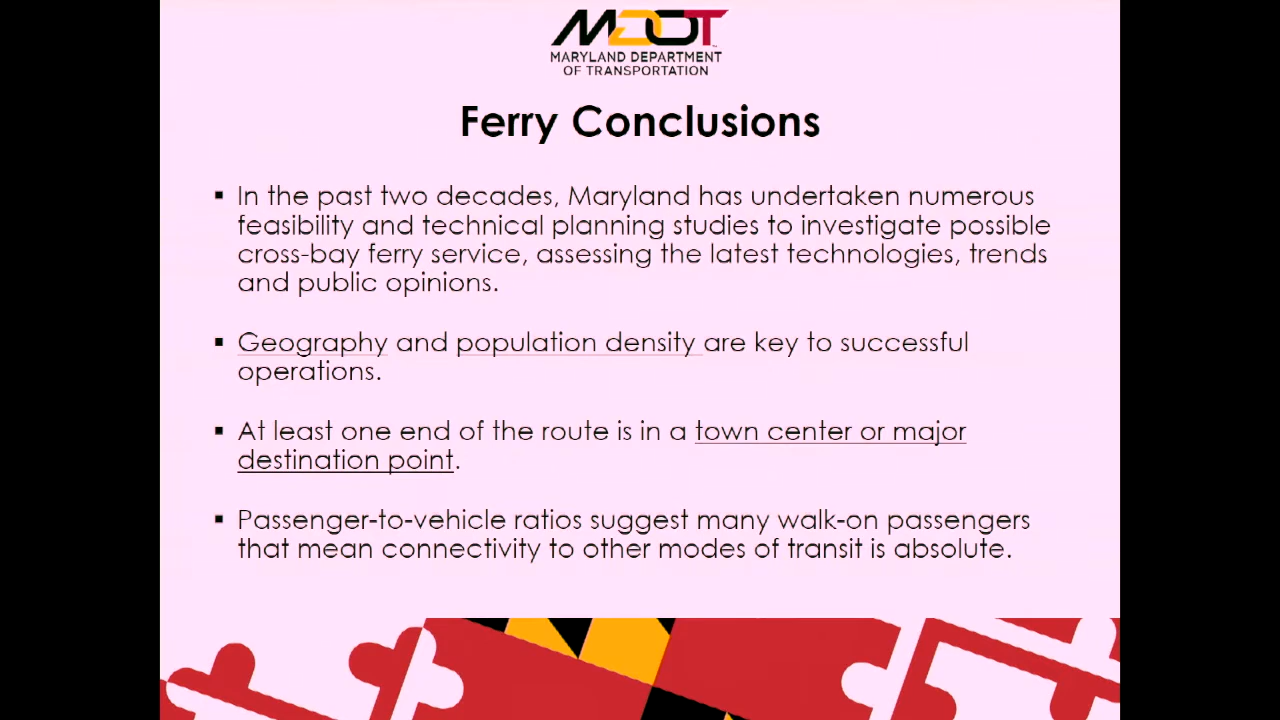 MDOT
MARYLAND DEPARTMENT
OF TRANSPORTATION
Ferry Conclusions
▪ In the past two decades, Maryland has undertaken numerous
feasibility and technical planning studies to investigate possible
cross-bay ferry service, assessing the latest technologies, trends
and public opinions.
▪ Geography and population density are key to successful
operations.
▪ At least one end of the route is in a town center or major
destination point.
▪ Passenger-to-vehicle ratios suggest many walk-on passengers
that mean connectivity to other modes of transit is absolute.